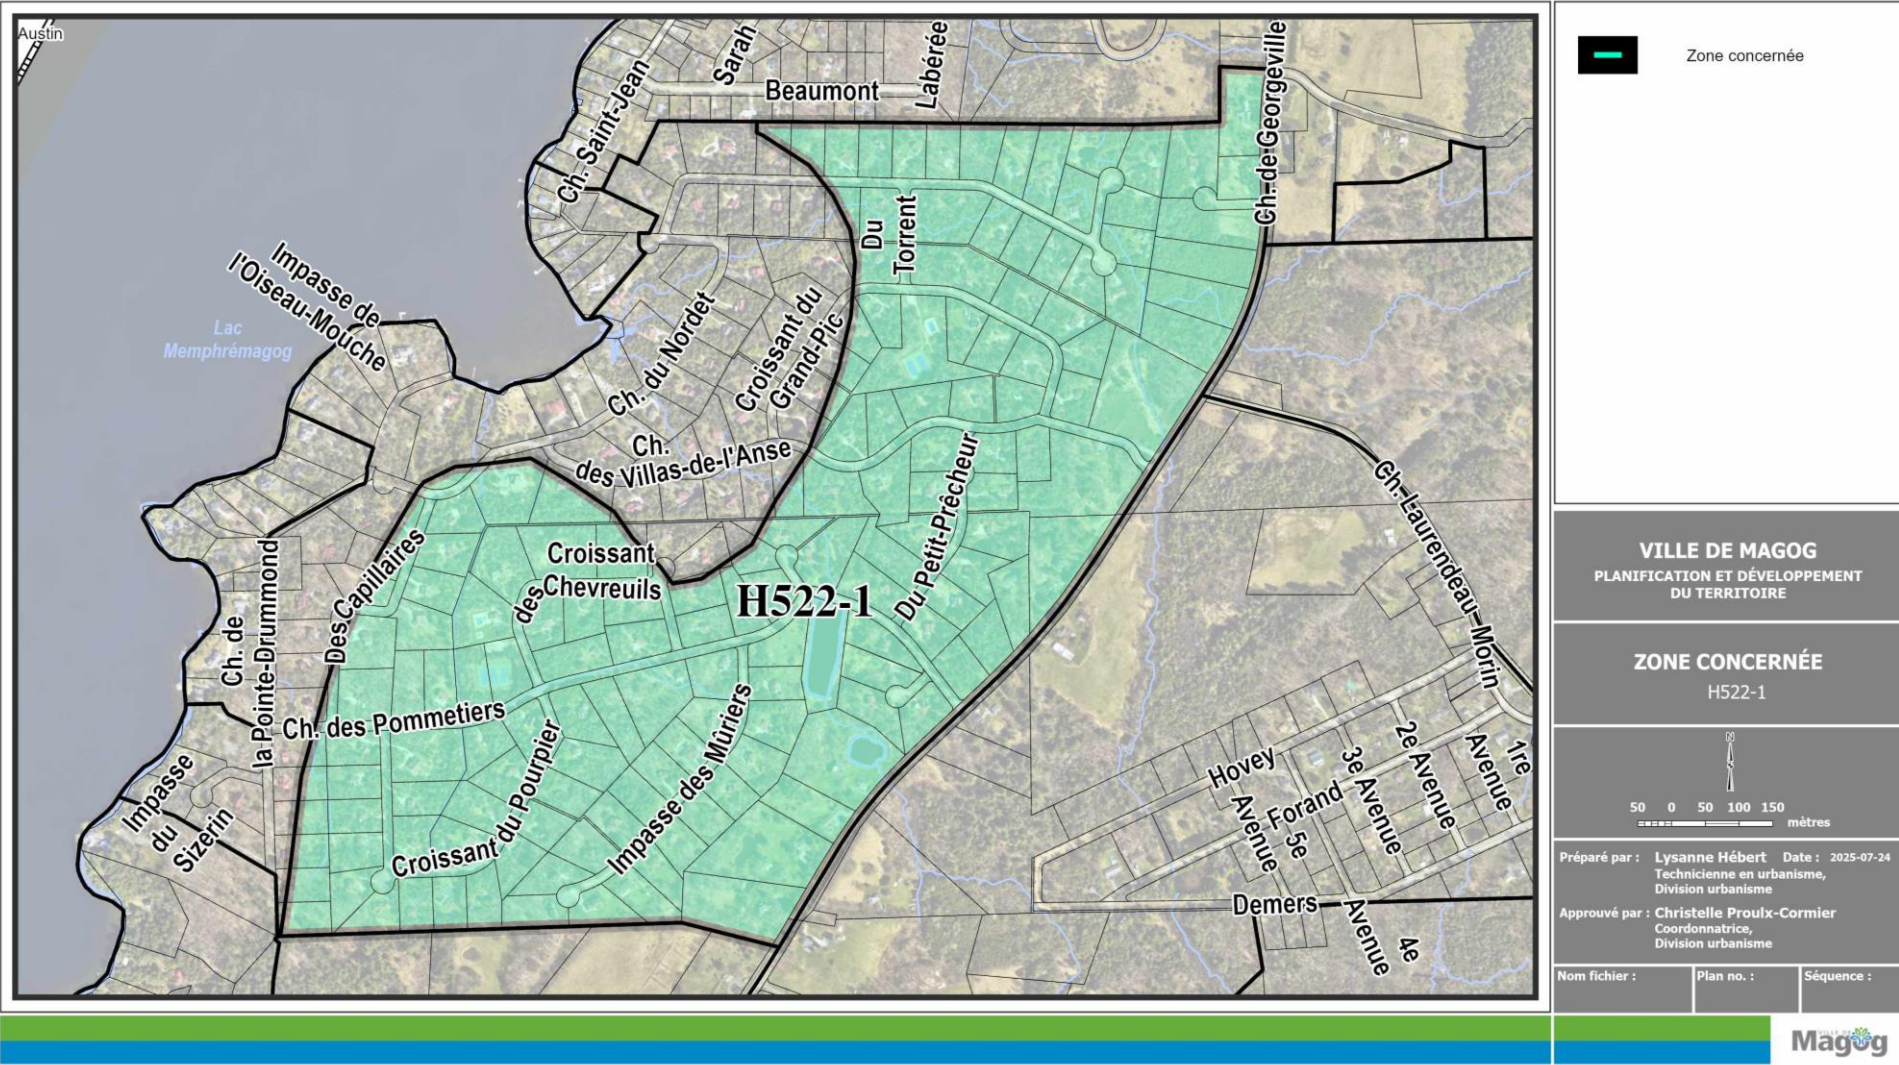 Austin
Sarah
Labérée
Beaumont
Ch. Saint-Jean
Ch. de Georgeville
Du
Torrent
Impasse de
l'Oiseau-Mouche
Lac
Memphrémagog
Ch. du Nordet
Croissant du
Grand-Pic
Ch.
des Villas-de-l'Anse
Du Petit-Prêcheur
Ch. Laurendeau-Morin
Des Capillaires
Croissant
des Chevreuils
H522-1
Ch. de
la Pointe-Drummond
Ch. des Pommetiers
Croissant du Pourpier
Impasse des Mûriers
Impasse
du
Sizerin
Hovey
Forand
Demers
1re
Avenue
2e Avenue
3e Avenue
5e
Avenue
4e
Avenue
Zone concernée
VILLE DE MAGOG
PLANIFICATION ET DÉVELOPPEMENT
DU TERRITOIRE
ZONE CONCERNÉE
H522-1
N
50 0 50 100 150
mètres
Préparé par : Lysanne Hébert Date : 2025-07-24
Technicienne en urbanisme,
Division urbanisme
Approuvé par : Christelle Proulx-Cormier
Coordonnatrice,
Division urbanisme
Nom fichier : Plan no. : Séquence :
VILLE DE
Magog